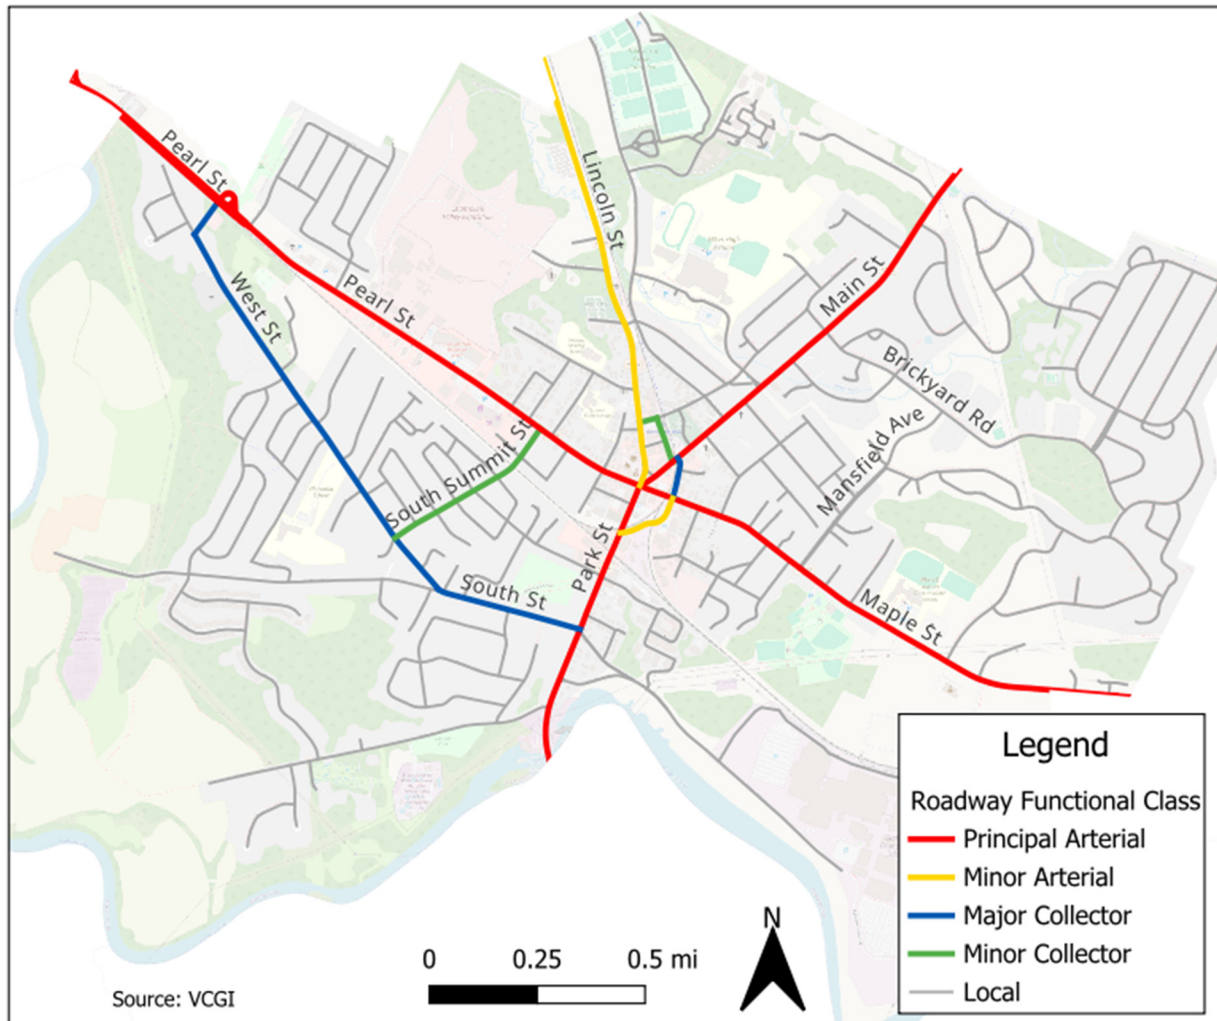 Pearl St
Lincoln St
Main St
West St
Pearl St
Brickyard Rd
Mansfield Ave
South Summit St
Park St
South St
Maple St
Legend
Roadway Functional Class
Principal Arterial
Minor Arterial
Major Collector
Minor Collector
Local
N
0 0.25 0.5 mi
Source: VCGI